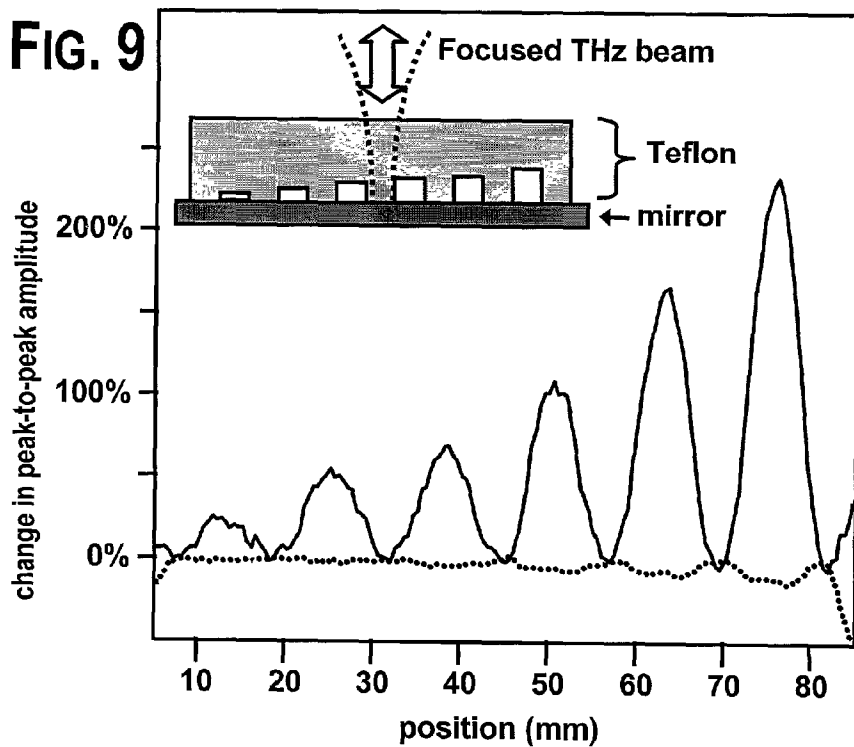 FIG. 9
Focused THz beam
Teflon
mirror
200%
100%
0%
change in peak-to-peak amplitude
10 20 30 40 50 60 70 80
position (mm)